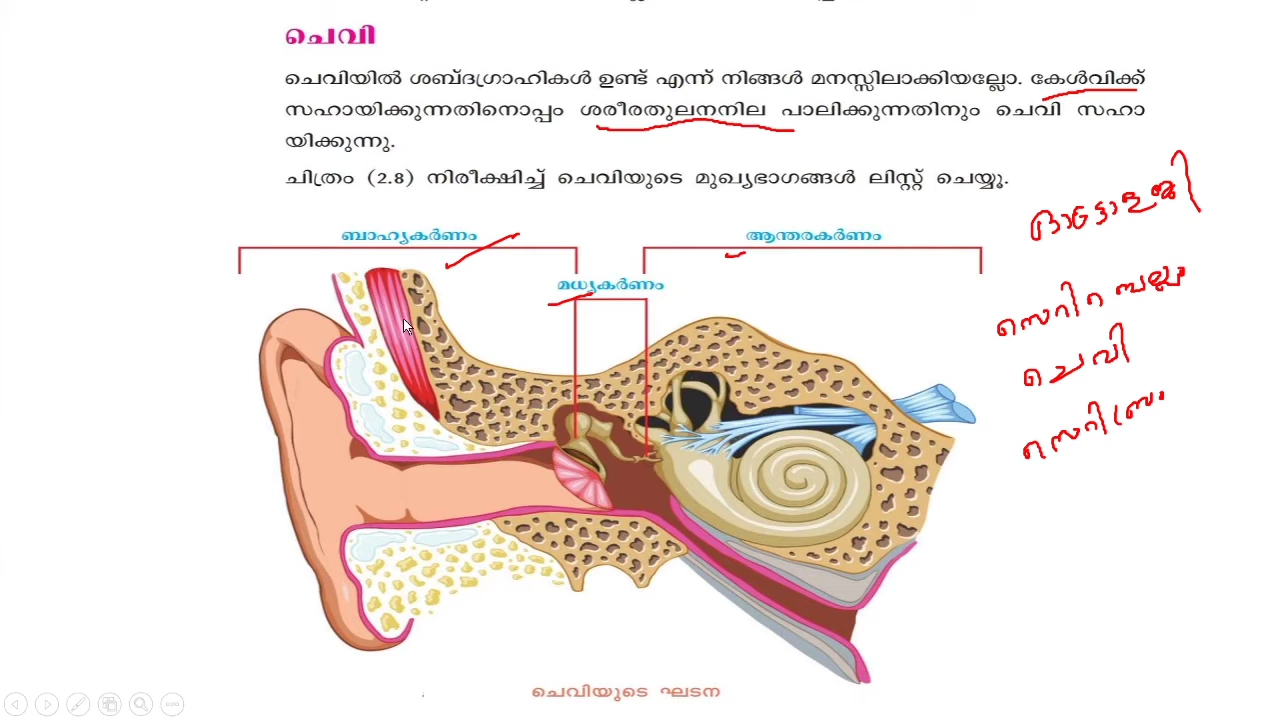 ചെവി
ചെവിയിൽ ശബ്ദഗ്രാഹികൾ ഉണ്ട് എന്ന് നിങ്ങൾ മനസ്സിലാക്കിയല്ലോ. കേൾവിക്ക്
സഹായിക്കുന്നതിനൊപ്പം ശരീരതുലനനില പാലിക്കുന്നതിനും ചെവി സഹാ
യിക്കുന്നു.
ചിത്രം (2.8) നിരീക്ഷിച്ച് ചെവിയുടെ മുഖ്യഭാഗങ്ങൾ ലിസ്റ്റ് ചെയ്യൂ.
ബാഹ്യകർണം
ആന്തരകർണം
മധ്യകർണം
സെറിബെല്ലം
ചെവി
സെറിബ്രം
ചെവിയുടെ ഘടന